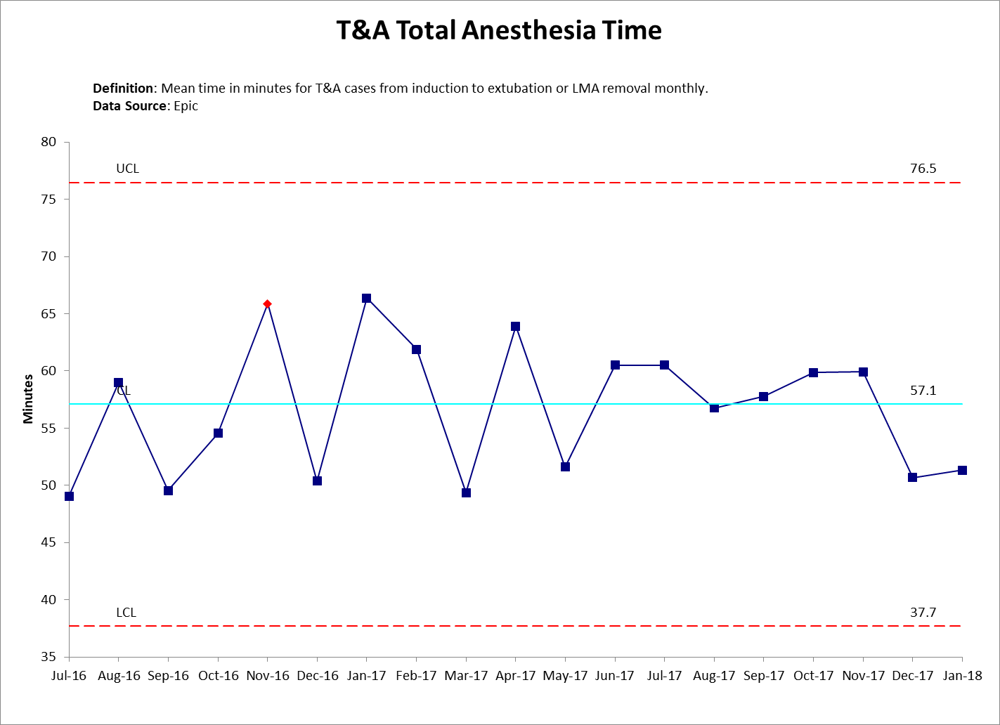 T&A Total Anesthesia Time
Definition: Mean time in minutes for T&A cases from induction to extubation or LMA removal monthly.
Data Source: Epic
80
UCL 76.5
75
70
65
60
CL 57.1
Minutes
55
50
45
40
LCL 37.7
35
Jul-16 Aug-16 Sep-16 Oct-16 Nov-16 Dec-16 Jan-17 Feb-17 Mar-17 Apr-17 May-17 Jun-17 Jul-17 Aug-17 Sep-17 Oct-17 Nov-17 Dec-17 Jan-18